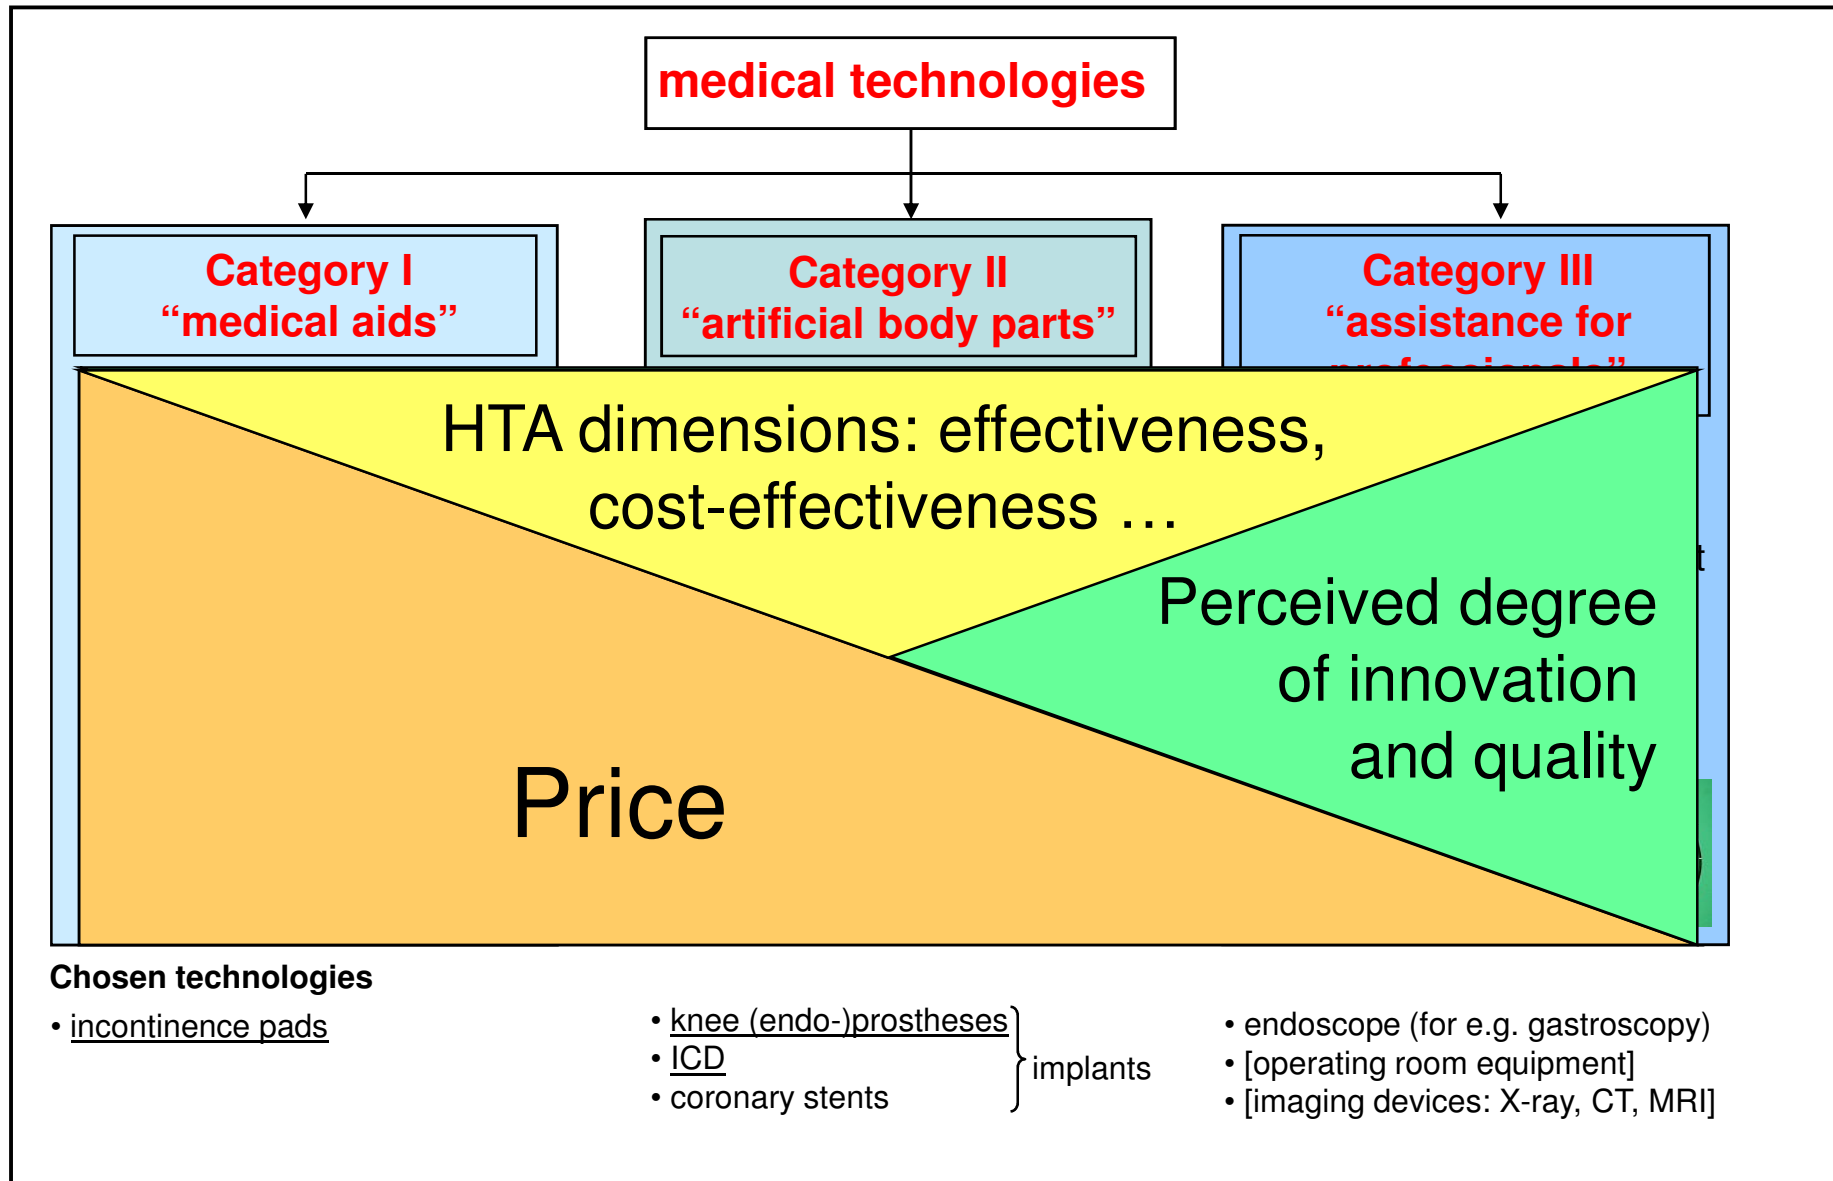 medical technologies
Category I
“medical aids”
Category II
“artificial body parts”
Category III
“assistance for
professionals”
HTA dimensions: effectiveness,
cost-effectiveness …
Perceived degree
of innovation
and quality
Price
Chosen technologies
• incontinence pads
• knee (endo-)prostheses
• ICD
• coronary stents
implants
• endoscope (for e.g. gastroscopy)
• [operating room equipment]
• [imaging devices: X-ray, CT, MRI]